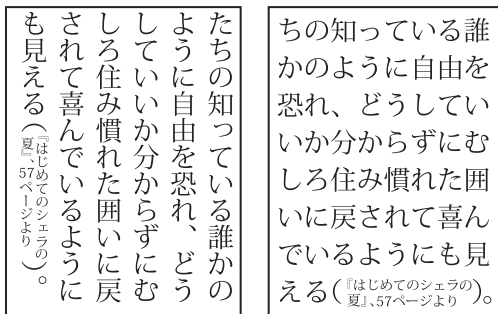 たちの知っている誰かの
ように自由を恐れ、どう
していいか分からずにむ
しろ住み慣れた囲いに戻
されて喜んでいるように
も見える(『はじめてのシェラの
夏』、57ページより)。
ちの知っている誰
かのように自由を
恐れ、どうしてい
いか分からずにむ
しろ住み慣れた囲
いに戻されて喜ん
でいるようにも見
える(『はじめてのシェラの
夏』、57ページより)。